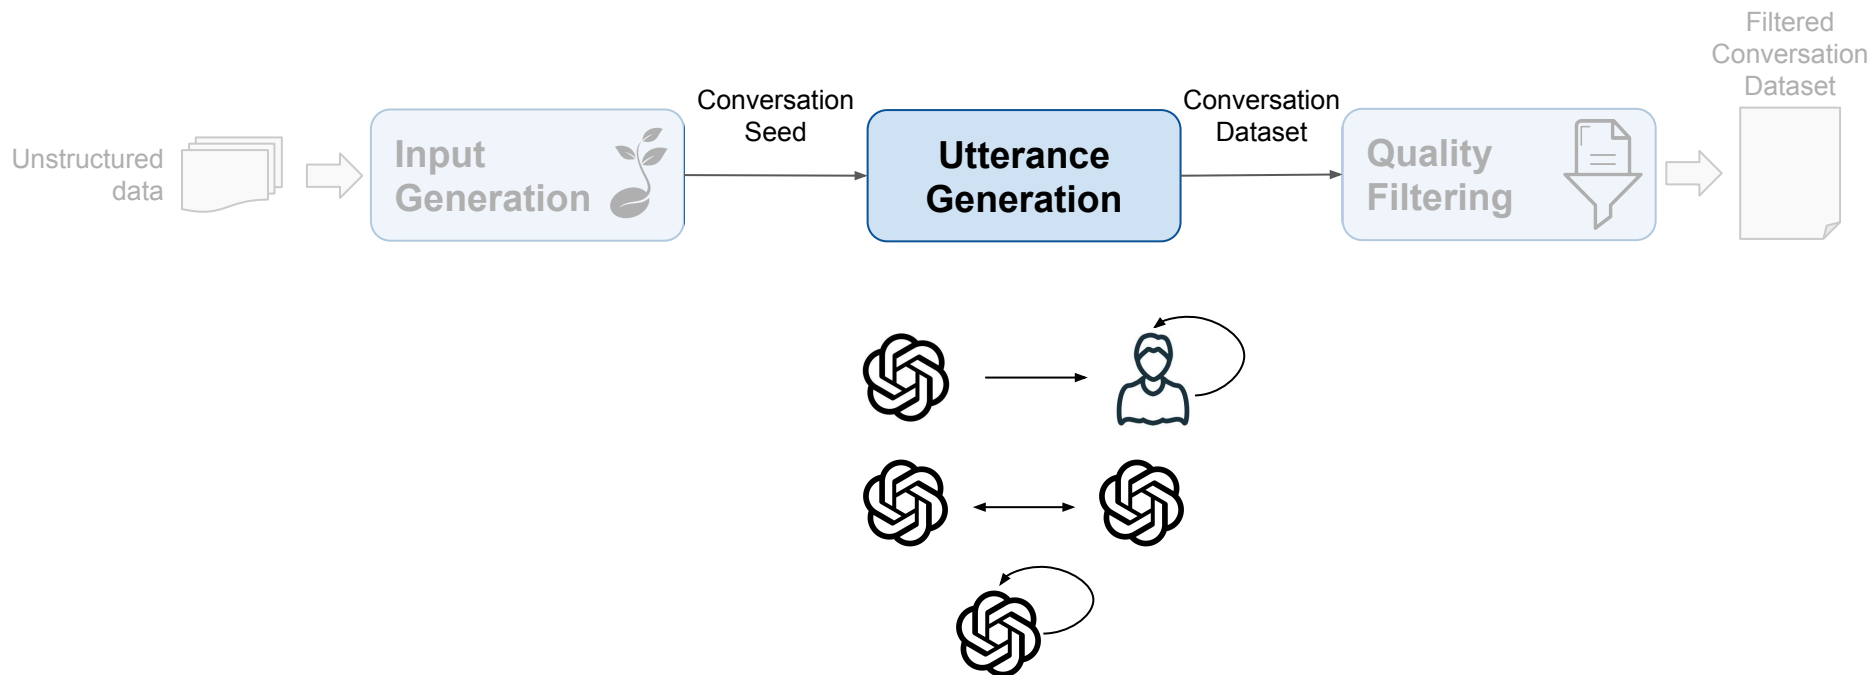 Filtered
Conversation
Dataset
Conversation
Seed
Conversation
Dataset
Unstructured
data
Input
Generation
Utterance
Generation
Quality
Filtering